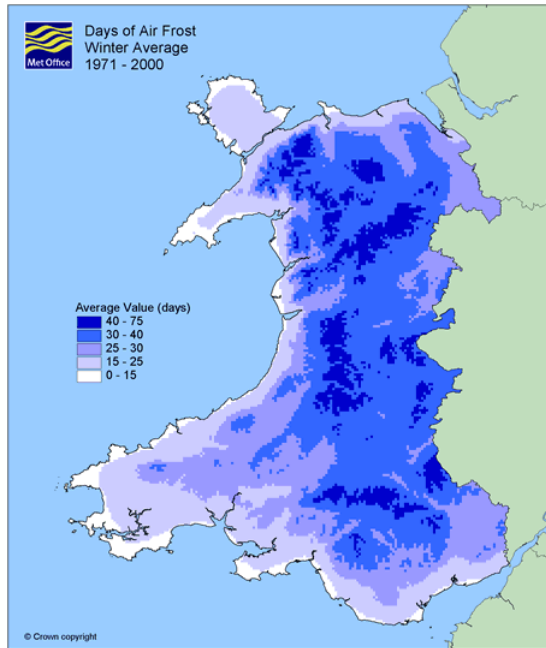 Days of Air Frost
Winter Average
1971 - 2000
Met Office
Average Value (days)
40 - 75
30 - 40
25 - 30
15 - 25
0 - 15
© Crown copyright